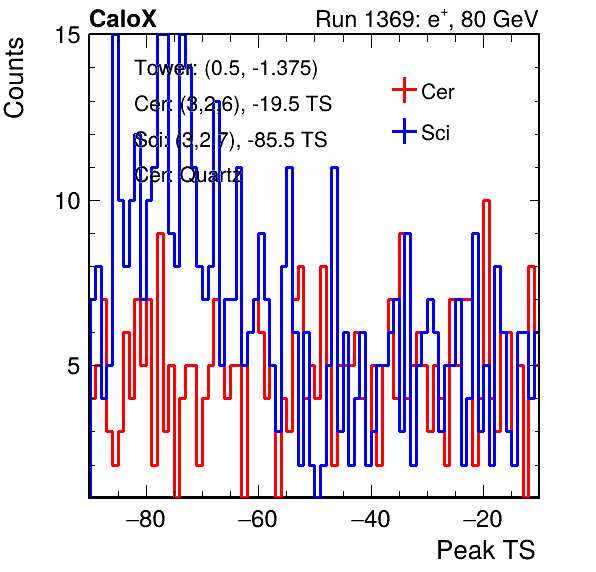 CaloX Run 1369: e⁺, 80 GeV
Counts
15
10
5
Tower: (0.5, -1.375)
Cer: (3,2,6), -19.5 TS
Sci: (3,2,7), -85.5 TS
Cer: Quartz
Cer
Sci
−80 −60 −40 −20
Peak TS